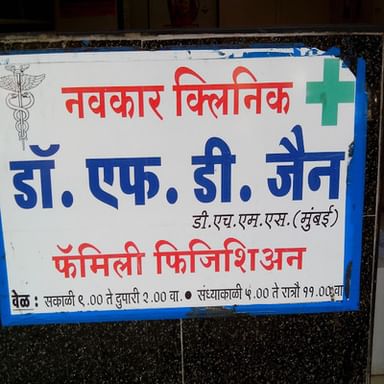 नवकार क्लिनिक
डॉ. एफ. डी. जैन
डी.एच.एम.एस.(मुंबई)
फॅमिली फिजिशिअन
वेळ : सकाळी ९.०० ते दुपारी २.०० वा. ● संध्याकाळी ५.०० ते रात्रौ ११.०० वा